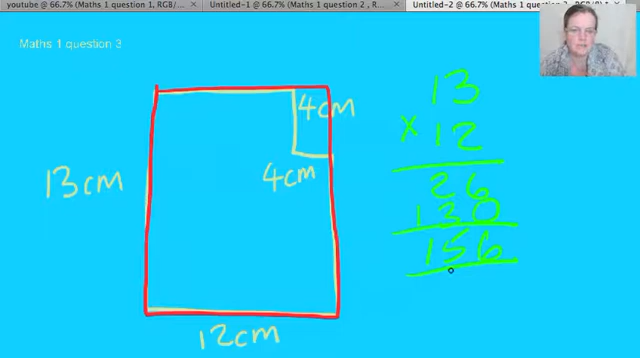 youtube @ 66.7% (Maths 1 question 1, RGB/... Untitled-1 @ 66.7% (Maths 1 question 2 , R... Untitled-2 @ 66.7% (Maths 1 question 3, RGB/8) *
Maths 1 question 3
4cm
4cm
13cm
12cm
13
x 12
26
130
156